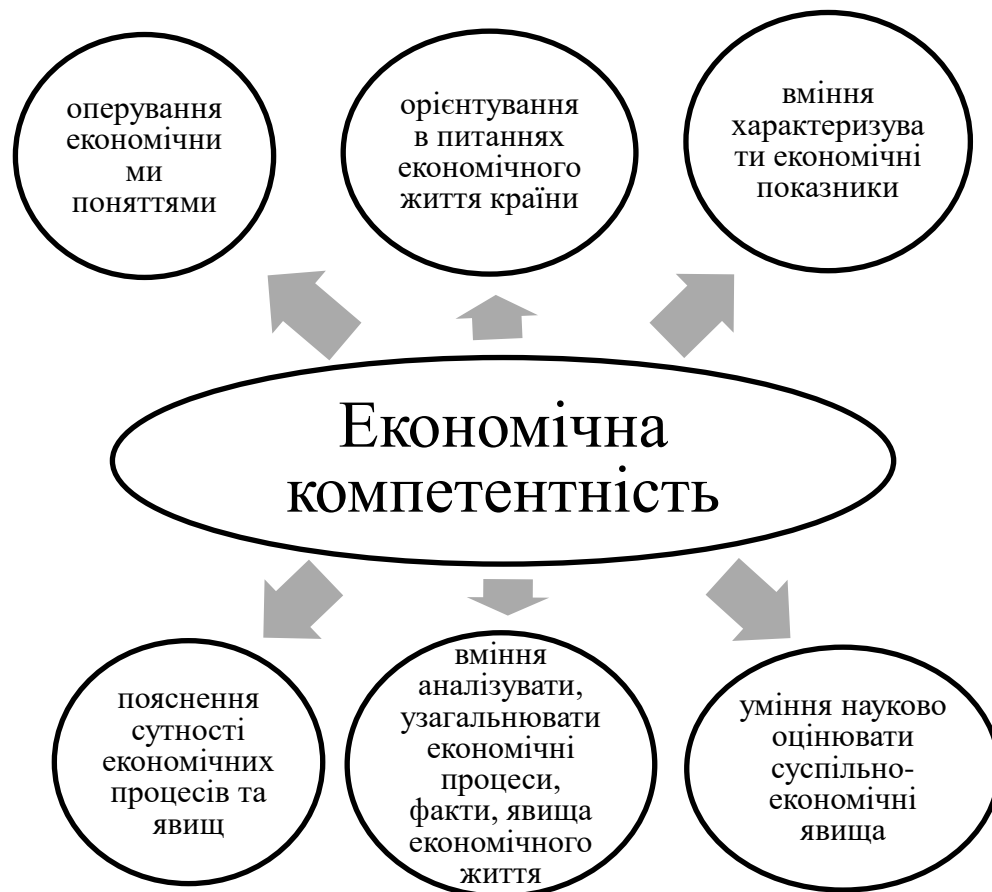 оперування
економічни
ми
поняттями
орієнтування
в питаннях
економічного
життя країни
вміння
характеризува
ти економічні
показники
Економічна
компетентність
пояснення
сутності
економічних
процесів та
явищ
вміння
аналізувати,
узагальнювати
економічні
процеси,
факти, явища
економічного
життя
уміння науково
оцінювати
суспільно-
економічні
явища